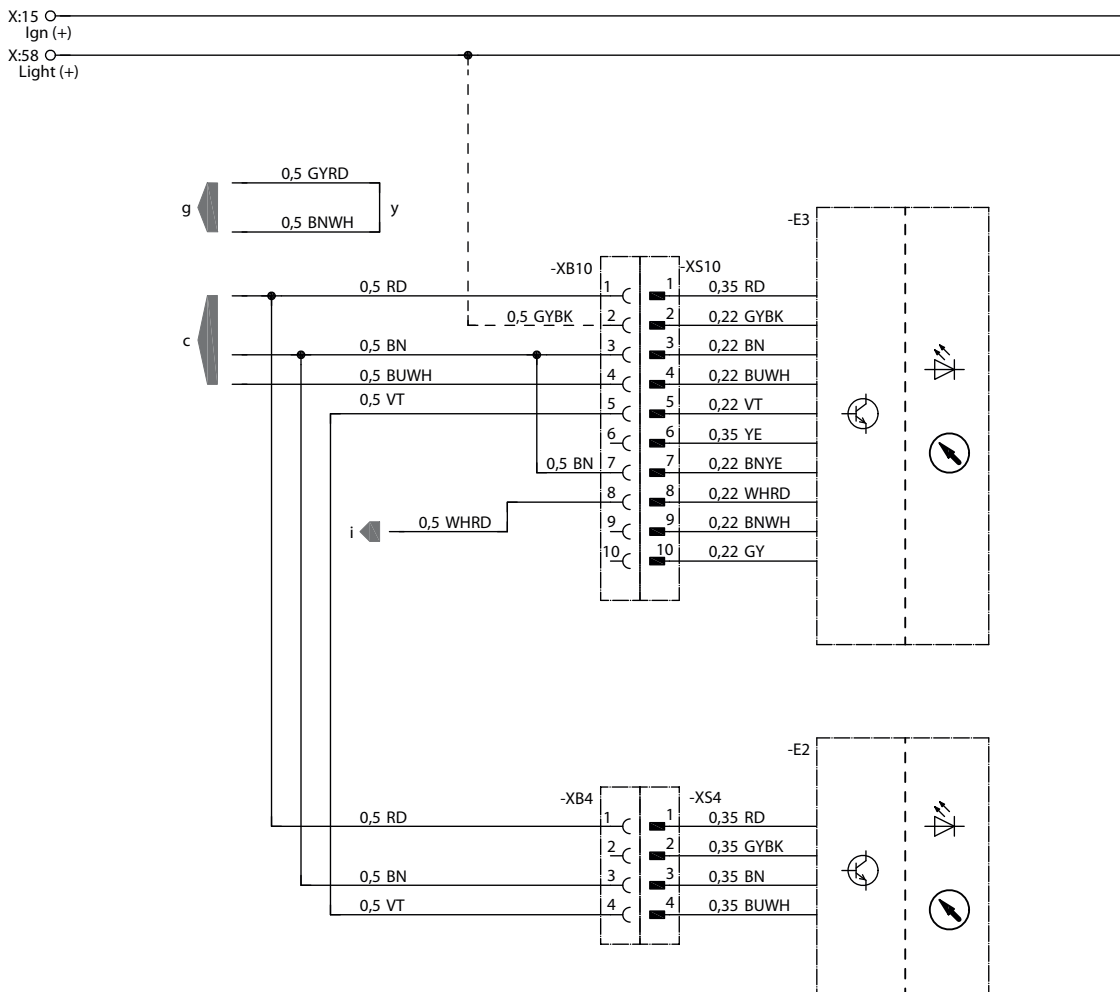 X:15
Ign (+)
X:58
Light (+)
0,5 GYRD
g
y
0,5 BNWH
-E3
-XB10
-XS10
0,5 RD
1
1
0,35 RD
0,5 GYBK
2
2
0,22 GYBK
c
0,5 BN
3
3
0,22 BN
0,5 BUWH
4
4
0,22 BUWH
0,5 VT
5
5
0,22 VT
6
6
0,35 YE
0,5 BN
7
7
0,22 BNYE
8
8
0,22 WHRD
i
0,5 WHRD
9
9
0,22 BNWH
10
10
0,22 GY
-E2
-XB4
-XS4
0,5 RD
1
1
0,35 RD
2
2
0,35 GYBK
0,5 BN
3
3
0,35 BN
0,5 VT
4
4
0,35 BUWH